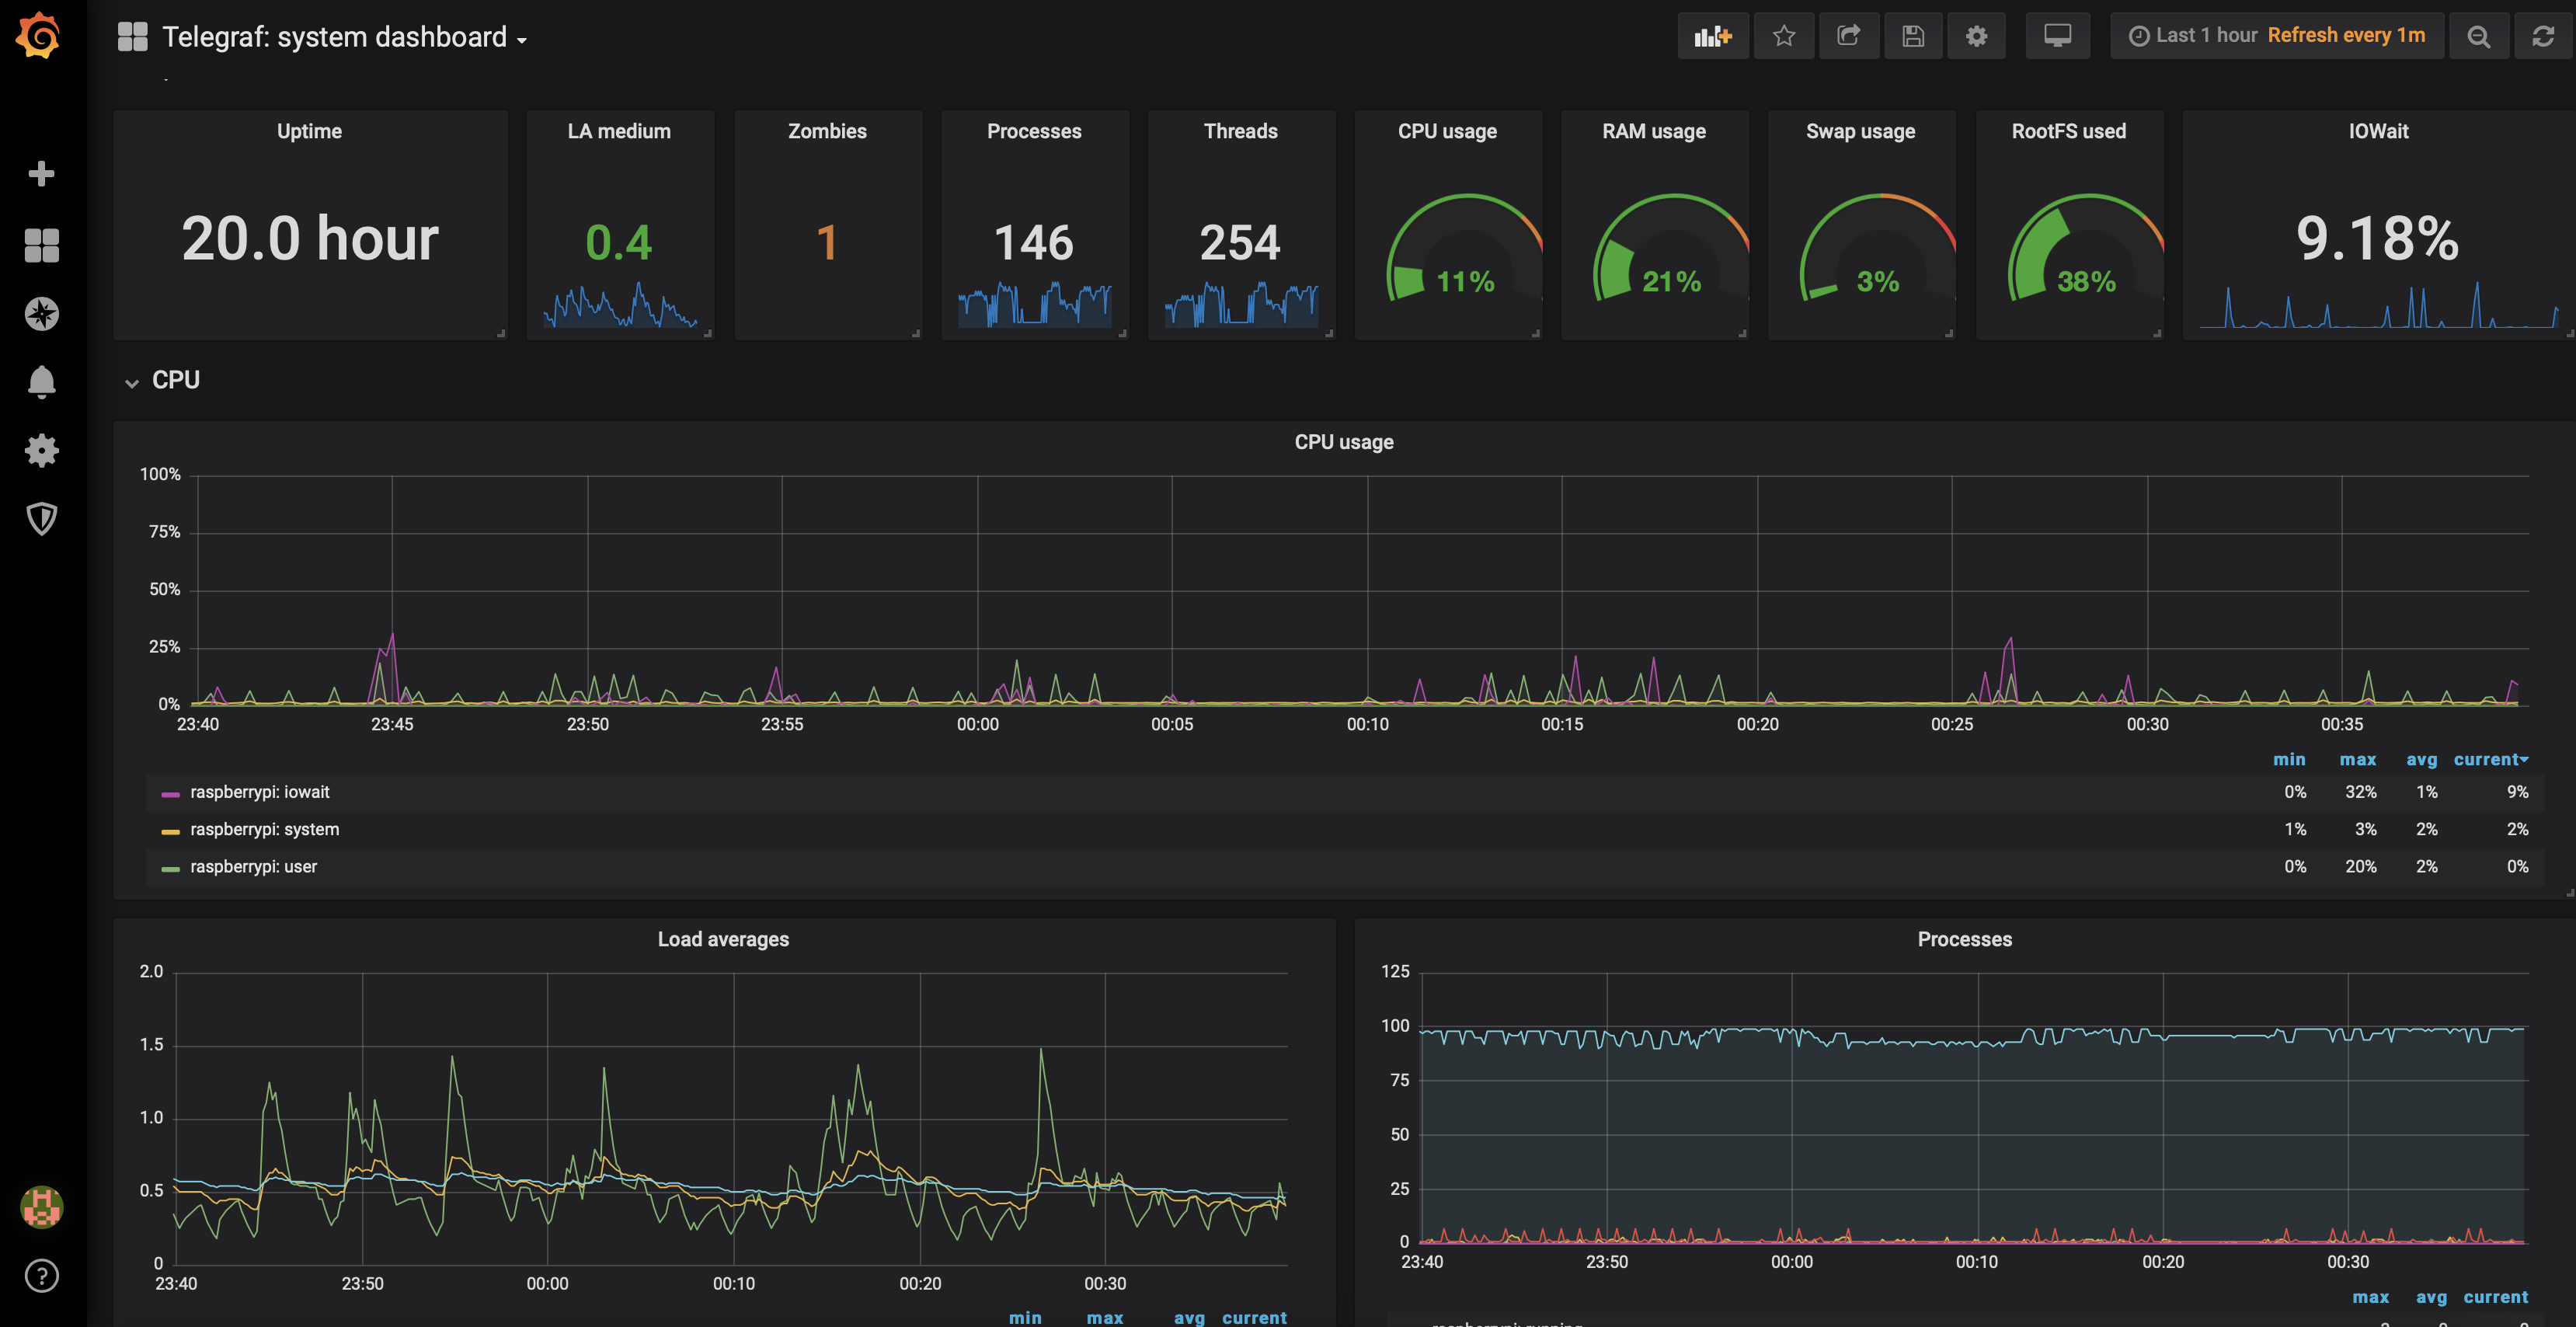 Telegraf: system dashboard
Last 1 hour Refresh every 1m
Uptime
20.0 hour
LA medium
0.4
Zombies
1
Processes
146
Threads
254
CPU usage
11%
RAM usage
21%
Swap usage
3%
RootFS used
38%
IOWait
9.18%
CPU
CPU usage
100%
75%
50%
25%
0%
23:40 23:45 23:50 23:55 00:00 00:05 00:10 00:15 00:20 00:25 00:30 00:35
min max avg current
raspberrypi: iowait 0% 32% 1% 9%
raspberrypi: system 1% 3% 2% 2%
raspberrypi: user 0% 20% 2% 0%
Load averages
2.0
1.5
1.0
0.5
0
23:40 23:50 00:00 00:10 00:20 00:30
min max avg current
Processes
125
100
75
50
25
0
23:40 23:50 00:00 00:10 00:20 00:30
max avg current
raspberrypi: running